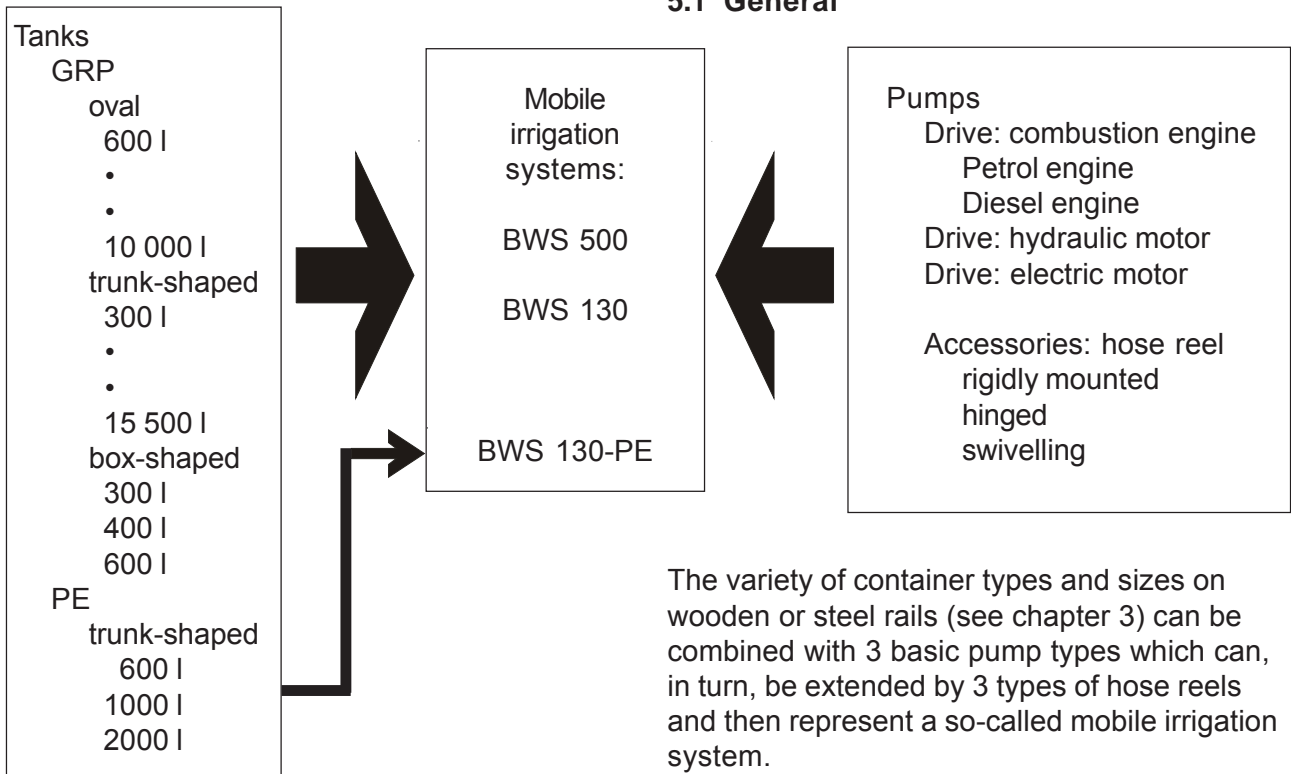 5.1 General
Tanks
GRP
oval
600 l
•
•
10 000 l
trunk-shaped
300 l
•
•
15 500 l
box-shaped
300 l
400 l
600 l
PE
trunk-shaped
600 l
1000 l
2000 l
Mobile
irrigation
systems:
BWS 500
BWS 130
BWS 130-PE
Pumps
Drive: combustion engine
Petrol engine
Diesel engine
Drive: hydraulic motor
Drive: electric motor
Accessories: hose reel
rigidly mounted
hinged
swivelling
The variety of container types and sizes on
wooden or steel rails (see chapter 3) can be
combined with 3 basic pump types which can,
in turn, be extended by 3 types of hose reels
and then represent a so-called mobile irrigation
system.